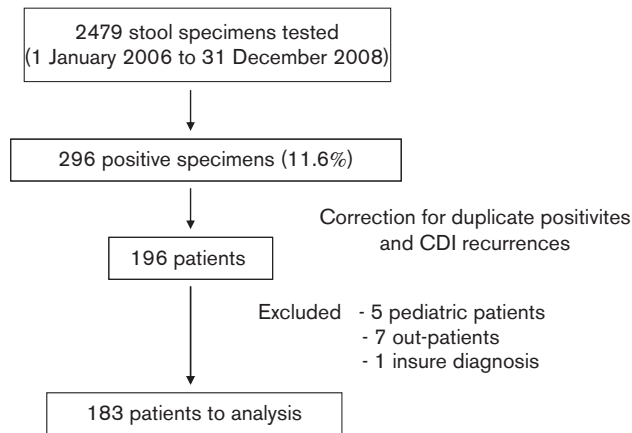 2479 stool specimens tested
(1 January 2006 to 31 December 2008)
296 positive specimens (11.6%)
Correction for duplicate positivites
and CDI recurrences
196 patients
Excluded - 5 pediatric patients
- 7 out-patients
- 1 insure diagnosis
183 patients to analysis